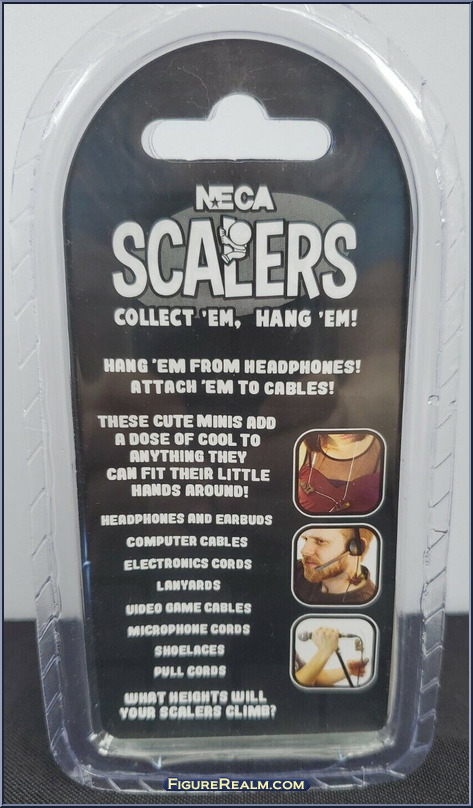 NECA
SCALERS
COLLECT 'EM, HANG 'EM!
HANG 'EM FROM HEADPHONES!
ATTACH 'EM TO CABLES!
THESE CUTE MINIS ADD
A DOSE OF COOL TO
ANYTHING THEY
CAN FIT THEIR LITTLE
HANDS AROUND!
HEADPHONES AND EARBUDS
COMPUTER CABLES
ELECTRONICS CORDS
LANYARDS
VIDEO GAME CABLES
MICROPHONE CORDS
SHOELACES
PULL CORDS
WHAT HEIGHTS WILL
YOUR SCALERS CLIMB?
FIGUREREALM.COM